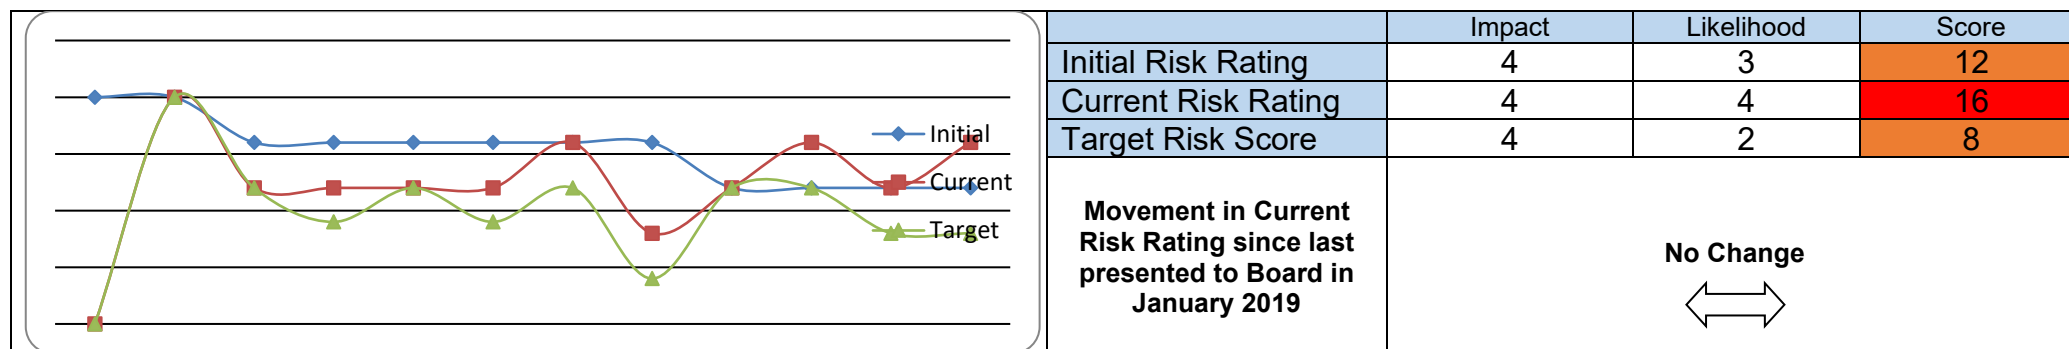 Initial
Current
Target
Impact Likelihood Score
Initial Risk Rating 4 3 12
Current Risk Rating 4 4 16
Target Risk Score 4 2 8
Movement in Current
Risk Rating since last
presented to Board in
January 2019
No Change